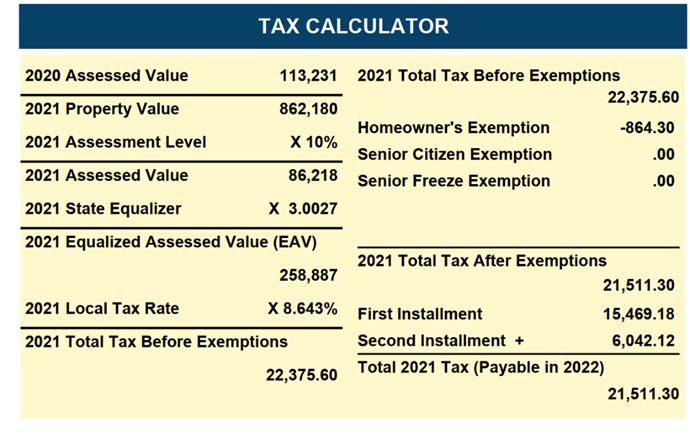 TAX CALCULATOR
2020 Assessed Value 113,231
2021 Property Value 862,180
2021 Assessment Level X 10%
2021 Assessed Value 86,218
2021 State Equalizer X 3.0027
2021 Equalized Assessed Value (EAV)
258,887
2021 Local Tax Rate X 8.643%
2021 Total Tax Before Exemptions
22,375.60
2021 Total Tax Before Exemptions
22,375.60
Homeowner's Exemption -864.30
Senior Citizen Exemption .00
Senior Freeze Exemption .00
2021 Total Tax After Exemptions
21,511.30
First Installment 15,469.18
Second Installment + 6,042.12
Total 2021 Tax (Payable in 2022)
21,511.30